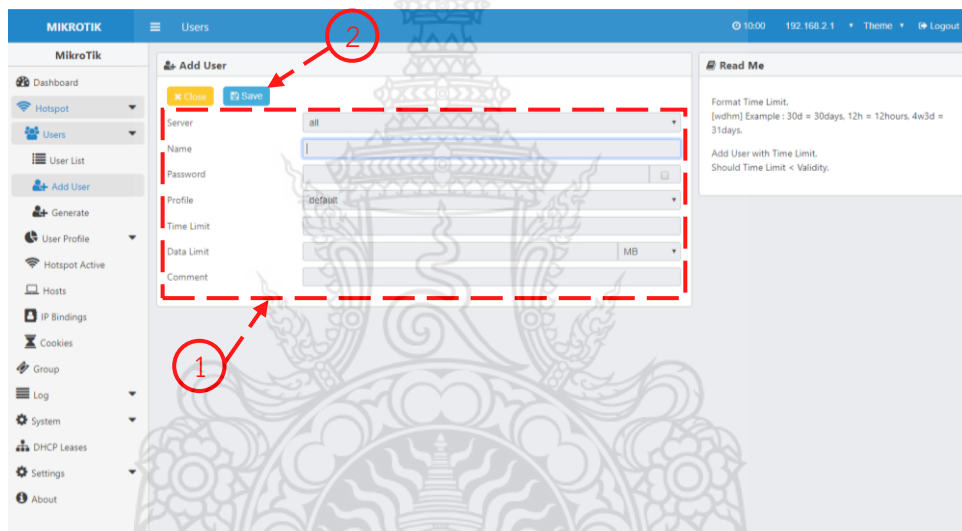 MIKROTIK
Users
10:00
192.168.2.1
Theme
Logout
MikroTik
Dashboard
Hotspot
Users
User List
Add User
Generate
User Profile
Hotspot Active
Hosts
IP Bindings
Cookies
Group
Log
System
DHCP Leases
Settings
About
2
Add User
Close
Save
Server
all
Name
Password
Profile
default
Time Limit
Data Limit
MB
Comment
1
Read Me
Format Time Limit.
[wdhm] Example : 30d = 30days, 12h = 12hours, 4w3d =
31days.
Add User with Time Limit.
Should Time Limit < Validity.